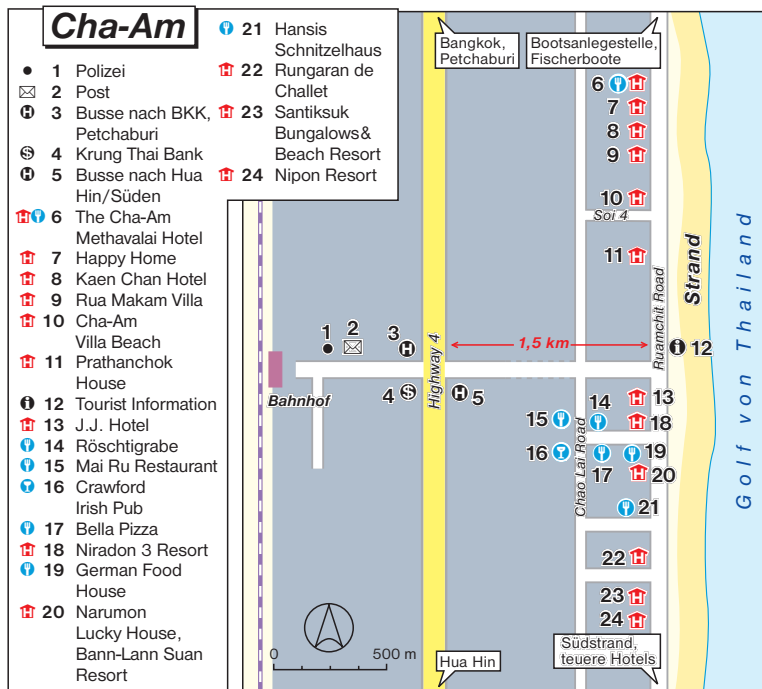 Cha-Am
1 Polizei
2 Post
3 Busse nach BKK,
Petchaburi
4 Krung Thai Bank
5 Busse nach Hua
Hin/Süden
6 The Cha-Am
Methavalai Hotel
7 Happy Home
8 Kaen Chan Hotel
9 Rua Makam Villa
10 Cha-Am
Villa Beach
11 Prathanchok
House
12 Tourist Information
13 J.J. Hotel
14 Röschtigrabe
15 Mai Ru Restaurant
16 Crawford
Irish Pub
17 Bella Pizza
18 Niradon 3 Resort
19 German Food
House
20 Narumon
Lucky House,
Bann-Lann Suan
Resort
21 Hansis
Schnitzelhaus
22 Rungaran de
Challet
23 Santiksuk
Bungalows&
Beach Resort
24 Nipon Resort
Bangkok,
Petchaburi
Bootsanlegestelle,
Fischerboote
6
7
8
9
10
Soi 4
11
Strand
Golf von Thailand
Ruamchit Road
1
2
3
1,5 km
12
Bahnhof
Highway 4
4
5
13
14
15
18
Chao Lai Road
16
17
19
20
21
22
23
24
0
500 m
Hua Hin
Südstrand,
teuere Hotels